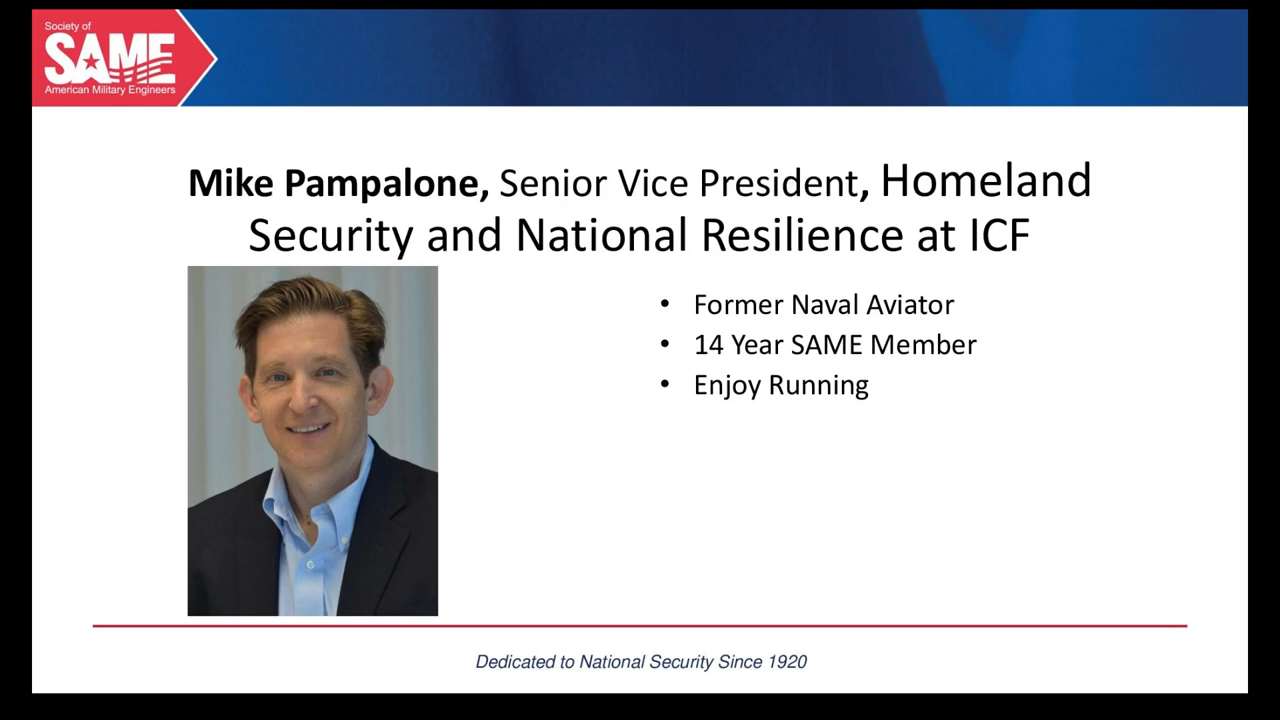 Society of
SAME
American Military Engineers
Mike Pampalone, Senior Vice President, Homeland
Security and National Resilience at ICF
• Former Naval Aviator
• 14 Year SAME Member
• Enjoy Running
Dedicated to National Security Since 1920